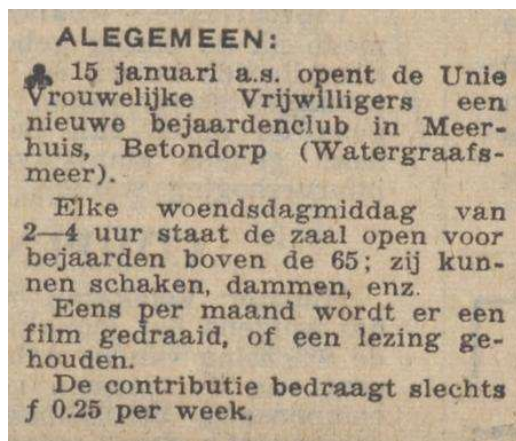 ALEGEMEEN:
♣ 15 januari a.s. opent de Unie
Vrouwelijke Vrijwilligers een
nieuwe bejaardenclub in Meer-
huis, Betondorp (Watergraafs-
meer).
Elke woendsdagmiddag van
2—4 uur staat de zaal open voor
bejaarden boven de 65; zij kun-
nen schaken, dammen, enz.
Eens per maand wordt er een
film gedraaid, of een lezing ge-
houden.
De contributie bedraagt slechts
ƒ 0.25 per week.